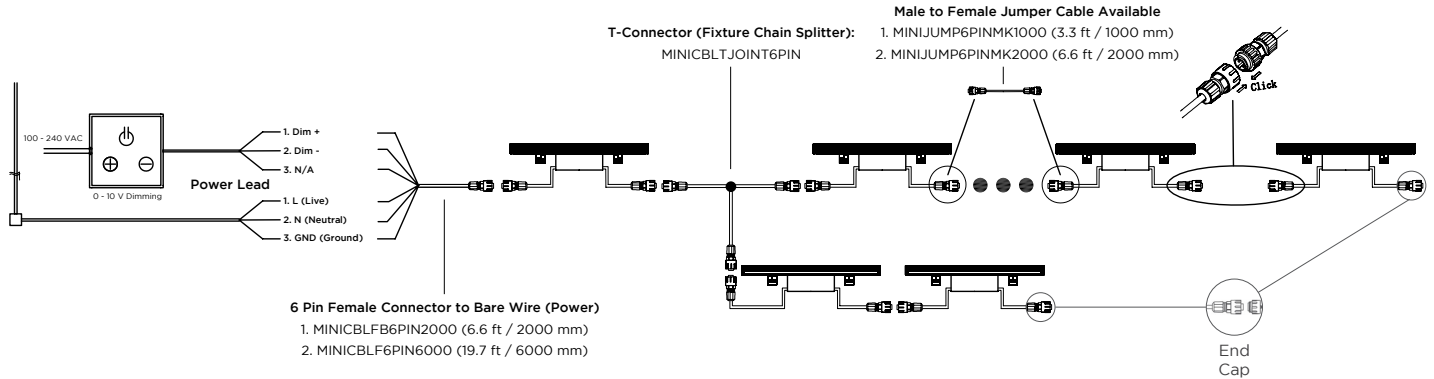 Male to Female Jumper Cable Available
1. MINIJUMP6PINMK1000 (3.3 ft / 1000 mm)
2. MINIJUMP6PINMK2000 (6.6 ft / 2000 mm)
T-Connector (Fixture Chain Splitter):
MINICBLTJOINT6PIN
Click
100 - 240 VAC
0 - 10 V Dimming
Power Lead
1. Dim +
2. Dim -
3. N/A
1. L (Live)
2. N (Neutral)
3. GND (Ground)
6 Pin Female Connector to Bare Wire (Power)
1. MINICBLFB6PIN2000 (6.6 ft / 2000 mm)
2. MINICBLF6PIN6000 (19.7 ft / 6000 mm)
End
Cap